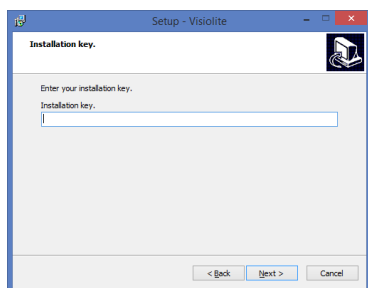 Setup - Visiolite
Installation key.
Enter your installation key.
Installation key.
< Back Next > Cancel